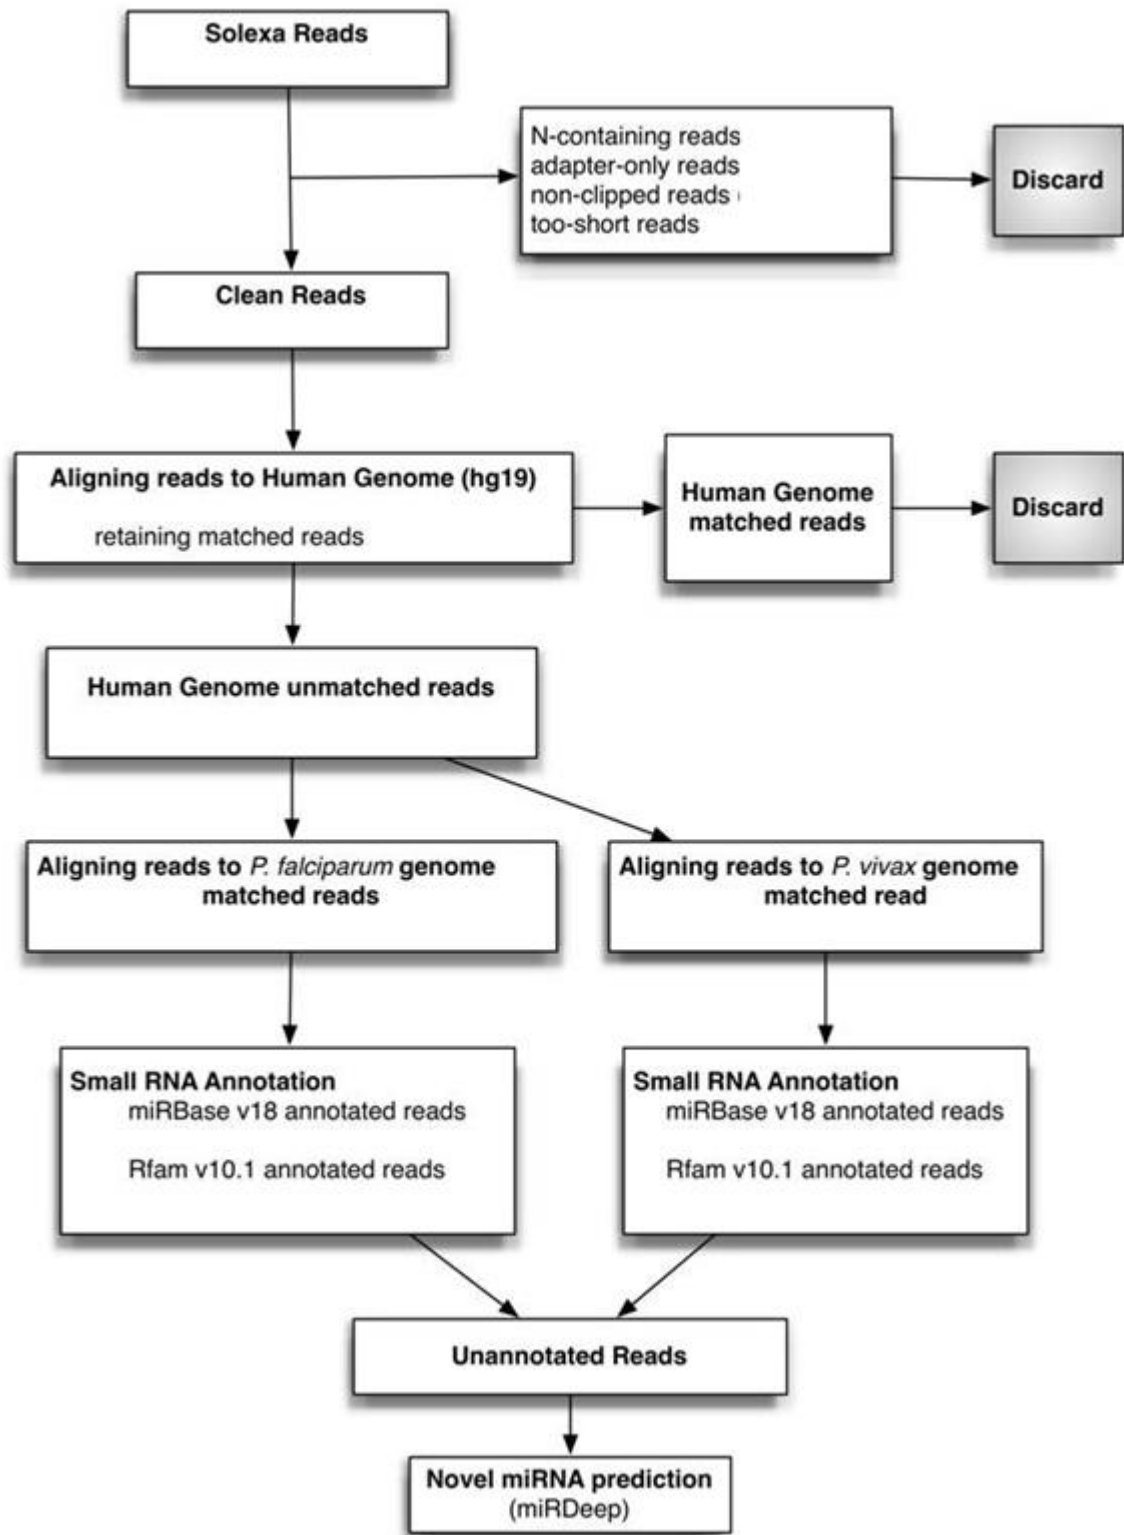 Solexa Reads
N-containing reads
adapter-only reads
non-clipped reads
too-short reads
Discard
Clean Reads
Aligning reads to Human Genome (hg19)
retaining matched reads
Human Genome
matched reads
Discard
Human Genome unmatched reads
Aligning reads to P. falciparum genome
matched reads
Aligning reads to P. vivax genome
matched read
Small RNA Annotation
miRBase v18 annotated reads
Rfam v10.1 annotated reads
Small RNA Annotation
miRBase v18 annotated reads
Rfam v10.1 annotated reads
Unannotated Reads
Novel miRNA prediction
(miRDeep)